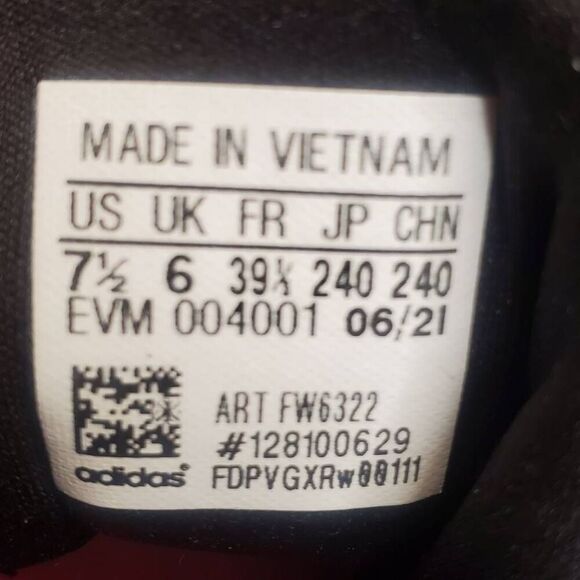 MADE IN VIETNAM
US UK FR JP CHN
7½ 6 39⅓ 240 240
EVM 004001 06/21
ART FW6322
#128100629
adidas®